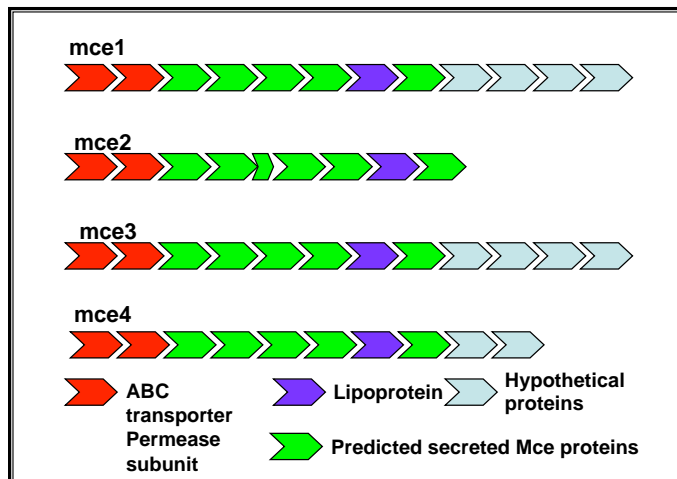 mce1
mce2
mce3
mce4
ABC
transporter
Permease
subunit
Lipoprotein
Hypothetical
proteins
Predicted secreted Mce proteins